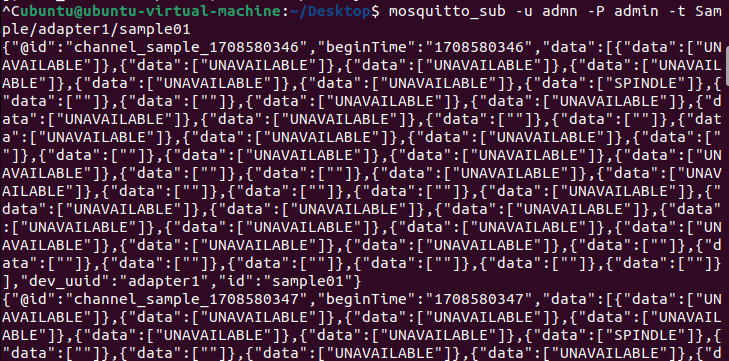 ^Cubuntu@ubuntu-virtual-machine:~/Desktop$ mosquitto_sub -u admn -P admin -t Sam
ple/adapter1/sample01
{"@id":"channel_sample_1708580346","beginTime":"1708580346","data":[{"data":["UN
AVAILABLE"]},{"data":["UNAVAILABLE"]},{"data":["UNAVAILABLE"]},{"data":["UNAVAIL
ABLE"]},{"data":["UNAVAILABLE"]},{"data":["UNAVAILABLE"]},{"data":["SPINDLE"]},{
"data":[""]},{"data":[""]},{"data":["UNAVAILABLE"]},{"data":["UNAVAILABLE"]},{"d
ata":["UNAVAILABLE"]},{"data":["UNAVAILABLE"]},{"data":[""]},{"data":[""]},{"dat
a":["UNAVAILABLE"]},{"data":["UNAVAILABLE"]},{"data":["UNAVAILABLE"]},{"data":["
"]},{"data":[""]},{"data":["UNAVAILABLE"]},{"data":["UNAVAILABLE"]},{"data":["UN
AVAILABLE"]},{"data":[""]},{"data":[""]},{"data":["UNAVAILABLE"]},{"data":["UNAV
AILABLE"]},{"data":[""]},{"data":[""]},{"data":[""]},{"data":["UNAVAILABLE"]},{"
data":["UNAVAILABLE"]},{"data":["UNAVAILABLE"]},{"data":["UNAVAILABLE"]},{"data"
:["UNAVAILABLE"]},{"data":["UNAVAILABLE"]},{"data":["UNAVAILABLE"]},{"data":["UN
AVAILABLE"]},{"data":["UNAVAILABLE"]},{"data":["UNAVAILABLE"]},{"data":[""]},{"d
ata":[""]},{"data":[""]},{"data":[""]},{"data":[""]},{"data":[""]},{"data":[""]}
],"dev_uuid":"adapter1","id":"sample01"}
{"@id":"channel_sample_1708580347","beginTime":"1708580347","data":[{"data":["UN
AVAILABLE"]},{"data":["UNAVAILABLE"]},{"data":["UNAVAILABLE"]},{"data":["UNAVAIL
ABLE"]},{"data":["UNAVAILABLE"]},{"data":["UNAVAILABLE"]},{"data":["SPINDLE"]},{
"data":[""]},{"data":[""]},{"data":["UNAVAILABLE"]},{"data":["UNAVAILABLE"]},{"d